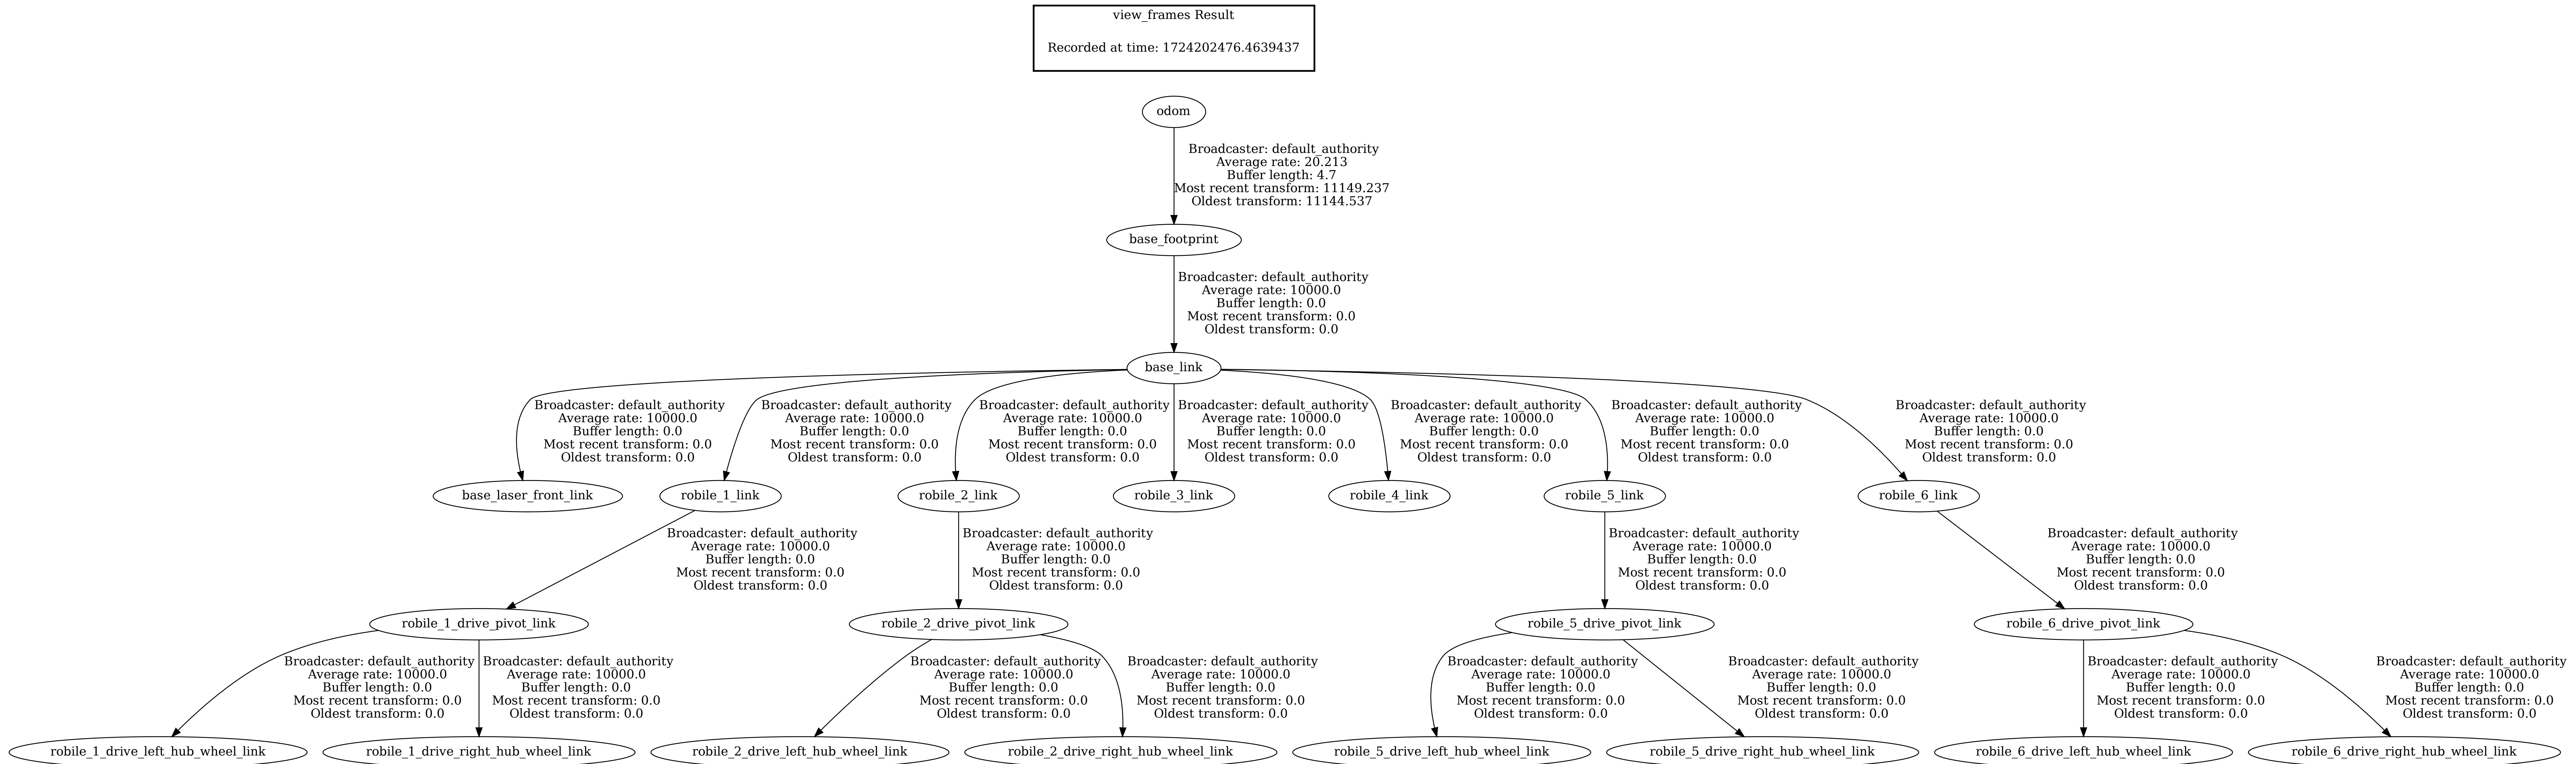 view_frames Result
Recorded at time: 1724202476.4639437
odom
Broadcaster: default_authority
Average rate: 20.213
Buffer length: 4.7
Most recent transform: 11149.237
Oldest transform: 11144.537
base_footprint
Broadcaster: default_authority
Average rate: 10000.0
Buffer length: 0.0
Most recent transform: 0.0
Oldest transform: 0.0
base_link
Broadcaster: default_authority
Average rate: 10000.0
Buffer length: 0.0
Most recent transform: 0.0
Oldest transform: 0.0
Broadcaster: default_authority
Average rate: 10000.0
Buffer length: 0.0
Most recent transform: 0.0
Oldest transform: 0.0
Broadcaster: default_authority
Average rate: 10000.0
Buffer length: 0.0
Most recent transform: 0.0
Oldest transform: 0.0
Broadcaster: default_authority
Average rate: 10000.0
Buffer length: 0.0
Most recent transform: 0.0
Oldest transform: 0.0
Broadcaster: default_authority
Average rate: 10000.0
Buffer length: 0.0
Most recent transform: 0.0
Oldest transform: 0.0
Broadcaster: default_authority
Average rate: 10000.0
Buffer length: 0.0
Most recent transform: 0.0
Oldest transform: 0.0
Broadcaster: default_authority
Average rate: 10000.0
Buffer length: 0.0
Most recent transform: 0.0
Oldest transform: 0.0
base_laser_front_link
robile_1_link
robile_2_link
robile_3_link
robile_4_link
robile_5_link
robile_6_link
Broadcaster: default_authority
Average rate: 10000.0
Buffer length: 0.0
Most recent transform: 0.0
Oldest transform: 0.0
Broadcaster: default_authority
Average rate: 10000.0
Buffer length: 0.0
Most recent transform: 0.0
Oldest transform: 0.0
Broadcaster: default_authority
Average rate: 10000.0
Buffer length: 0.0
Most recent transform: 0.0
Oldest transform: 0.0
Broadcaster: default_authority
Average rate: 10000.0
Buffer length: 0.0
Most recent transform: 0.0
Oldest transform: 0.0
robile_1_drive_pivot_link
robile_2_drive_pivot_link
robile_5_drive_pivot_link
robile_6_drive_pivot_link
Broadcaster: default_authority
Average rate: 10000.0
Buffer length: 0.0
Most recent transform: 0.0
Oldest transform: 0.0
Broadcaster: default_authority
Average rate: 10000.0
Buffer length: 0.0
Most recent transform: 0.0
Oldest transform: 0.0
Broadcaster: default_authority
Average rate: 10000.0
Buffer length: 0.0
Most recent transform: 0.0
Oldest transform: 0.0
Broadcaster: default_authority
Average rate: 10000.0
Buffer length: 0.0
Most recent transform: 0.0
Oldest transform: 0.0
Broadcaster: default_authority
Average rate: 10000.0
Buffer length: 0.0
Most recent transform: 0.0
Oldest transform: 0.0
Broadcaster: default_authority
Average rate: 10000.0
Buffer length: 0.0
Most recent transform: 0.0
Oldest transform: 0.0
Broadcaster: default_authority
Average rate: 10000.0
Buffer length: 0.0
Most recent transform: 0.0
Oldest transform: 0.0
Broadcaster: default_authority
Average rate: 10000.0
Buffer length: 0.0
Most recent transform: 0.0
Oldest transform: 0.0
robile_1_drive_left_hub_wheel_link
robile_1_drive_right_hub_wheel_link
robile_2_drive_left_hub_wheel_link
robile_2_drive_right_hub_wheel_link
robile_5_drive_left_hub_wheel_link
robile_5_drive_right_hub_wheel_link
robile_6_drive_left_hub_wheel_link
robile_6_drive_right_hub_wheel_link